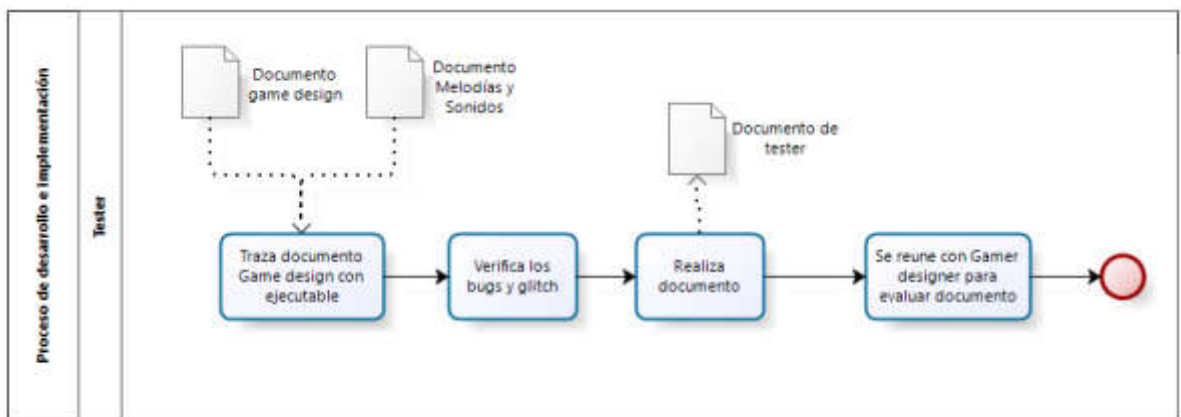 Proceso de desarrollo e implementación
Tester
Documento
game design
Documento
Melodías y
Sonidos
Documento de
tester
Traza documento
Game design con
ejecutable
Verifica los
bugs y glitch
Realiza
documento
Se reune con Gamer
designer para
evaluar documento